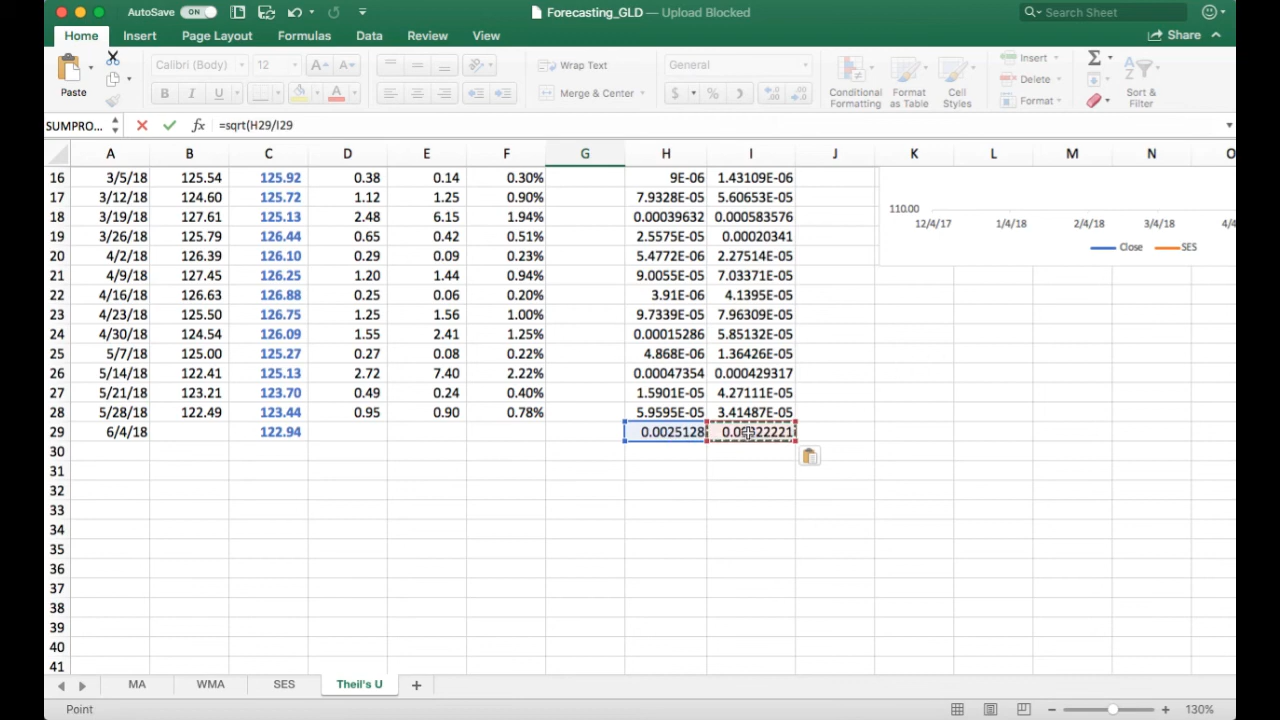 AutoSave ON Forecasting_GLD — Upload Blocked Search Sheet
Home Insert Page Layout Formulas Data Review View Share
Paste Calibri (Body) 12 A A Wrap Text General Conditional Formatting Format as Table Cell Styles Insert Delete Format Sort & Filter
B I U A Merge & Center $ % )
SUMPRO... fx =sqrt(H29/I29
A B C D E F G H I J K L M N O
16 3/5/18 125.54 125.92 0.38 0.14 0.30% 9E-06 1.43109E-06
17 3/12/18 124.60 125.72 1.12 1.25 0.90% 7.9328E-05 5.60653E-05
18 3/19/18 127.61 125.13 2.48 6.15 1.94% 0.00039632 0.000583576
19 3/26/18 125.79 126.44 0.65 0.42 0.51% 2.5575E-05 0.00020341
20 4/2/18 126.39 126.10 0.29 0.09 0.23% 5.4772E-06 2.27514E-05
21 4/9/18 127.45 126.25 1.20 1.44 0.94% 9.0055E-05 7.03371E-05
22 4/16/18 126.63 126.88 0.25 0.06 0.20% 3.91E-06 4.1395E-05
23 4/23/18 125.50 126.75 1.25 1.56 1.00% 9.7339E-05 7.96309E-05
24 4/30/18 124.54 126.09 1.55 2.41 1.25% 0.00015286 5.85132E-05
25 5/7/18 125.00 125.27 0.27 0.08 0.22% 4.868E-06 1.36426E-05
26 5/14/18 122.41 125.13 2.72 7.40 2.22% 0.00047354 0.000429317
27 5/21/18 123.21 123.70 0.49 0.24 0.40% 1.5901E-05 4.27111E-05
28 5/28/18 122.49 123.44 0.95 0.90 0.78% 5.9595E-05 3.41487E-05
29 6/4/18 122.94 0.0025128
30
31
32
33
34
35
36
37
38
39
40
41
110.00
12/4/17 1/4/18 2/4/18 3/4/18 4/4
Close SES
MA WMA SES Theil's U
Point 130%